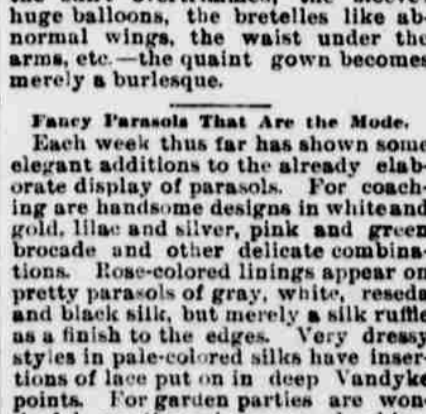 huge balloons, the bretelles like ab-
normal wings, the waist under the
arms, etc.—the quaint gown becomes
merely a burlesque.
Fancy Parasols That Are the Mode.
Each week thus far has shown some
elegant additions to the already elab-
orate display of parasols. For coach-
ing are handsome designs in white and
gold, lilac and silver, pink and green
brocade and other delicate combina-
tions. Rose-colored linings appear on
pretty parasols of gray, white, reseda
and black silk, but merely a silk ruffle
as a finish to the edges. Very dressy
styles in pale-colored silks have inser-
tions of lace put on in deep Vandyke
points. For garden parties are won-